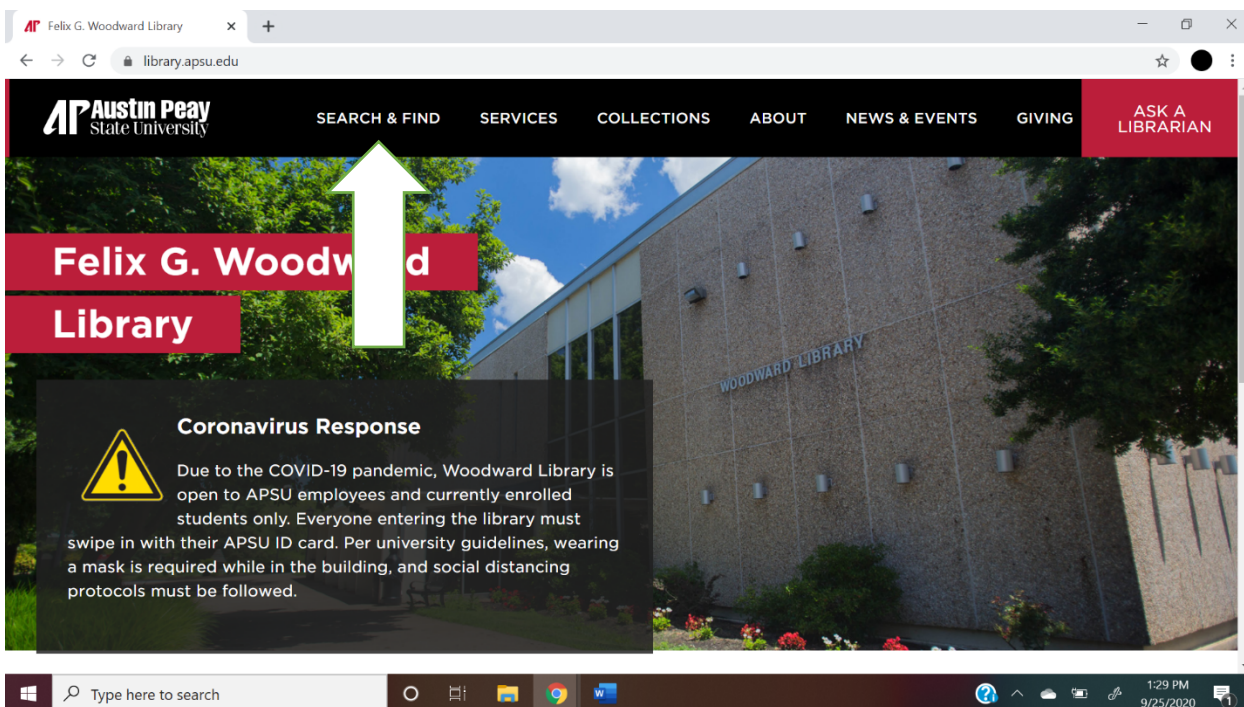 Felix G. Woodward Library
library.apsu.edu
AP Austin Peay
State University
SEARCH & FIND SERVICES COLLECTIONS ABOUT NEWS & EVENTS GIVING
ASK A
LIBRARIAN
Felix G. Woodward
Library
WOODWARD LIBRARY
Coronavirus Response
Due to the COVID-19 pandemic, Woodward Library is
open to APSU employees and currently enrolled
students only. Everyone entering the library must
swipe in with their APSU ID card. Per university guidelines, wearing
a mask is required while in the building, and social distancing
protocols must be followed.
Type here to search
1:29 PM
9/25/2020